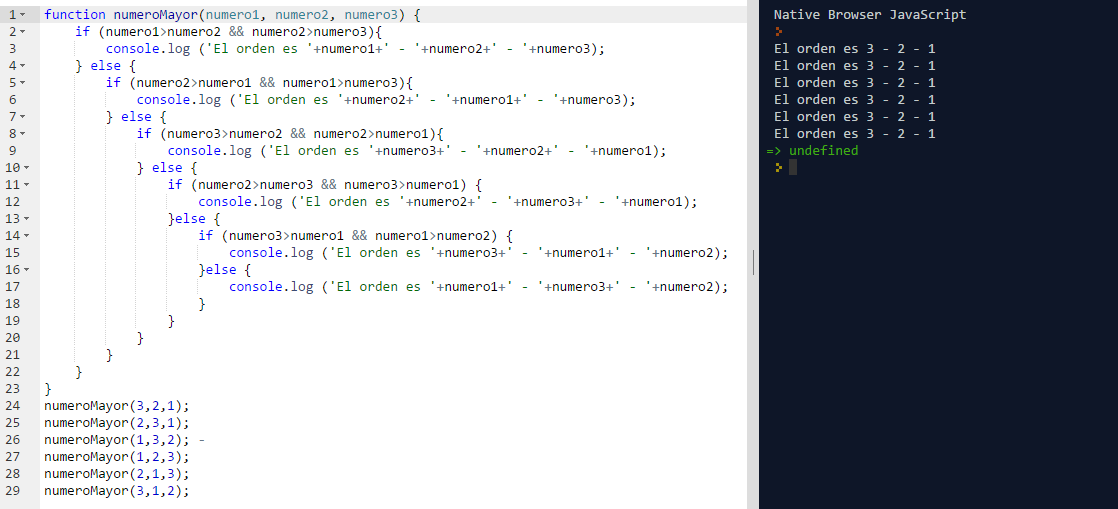 1 function numeroMayor(numero1, numero2, numero3) {
2 if (numero1>numero2 && numero2>numero3){
3 console.log ('El orden es '+numero1+' - '+numero2+' - '+numero3);
4 } else {
5 if (numero2>numero1 && numero1>numero3){
6 console.log ('El orden es '+numero2+' - '+numero1+' - '+numero3);
7 } else {
8 if (numero3>numero2 && numero2>numero1){
9 console.log ('El orden es '+numero3+' - '+numero2+' - '+numero1);
10 } else {
11 if (numero2>numero3 && numero3>numero1) {
12 console.log ('El orden es '+numero2+' - '+numero3+' - '+numero1);
13 }else {
14 if (numero3>numero1 && numero1>numero2) {
15 console.log ('El orden es '+numero3+' - '+numero1+' - '+numero2);
16 }else {
17 console.log ('El orden es '+numero1+' - '+numero3+' - '+numero2);
18 }
19 }
20 }
21 }
22 }
23 }
24 numeroMayor(3,2,1);
25 numeroMayor(2,3,1);
26 numeroMayor(1,3,2); -
27 numeroMayor(1,2,3);
28 numeroMayor(2,1,3);
29 numeroMayor(3,1,2);
Native Browser JavaScript
El orden es 3 - 2 - 1
El orden es 3 - 2 - 1
El orden es 3 - 2 - 1
El orden es 3 - 2 - 1
El orden es 3 - 2 - 1
El orden es 3 - 2 - 1
=> undefined